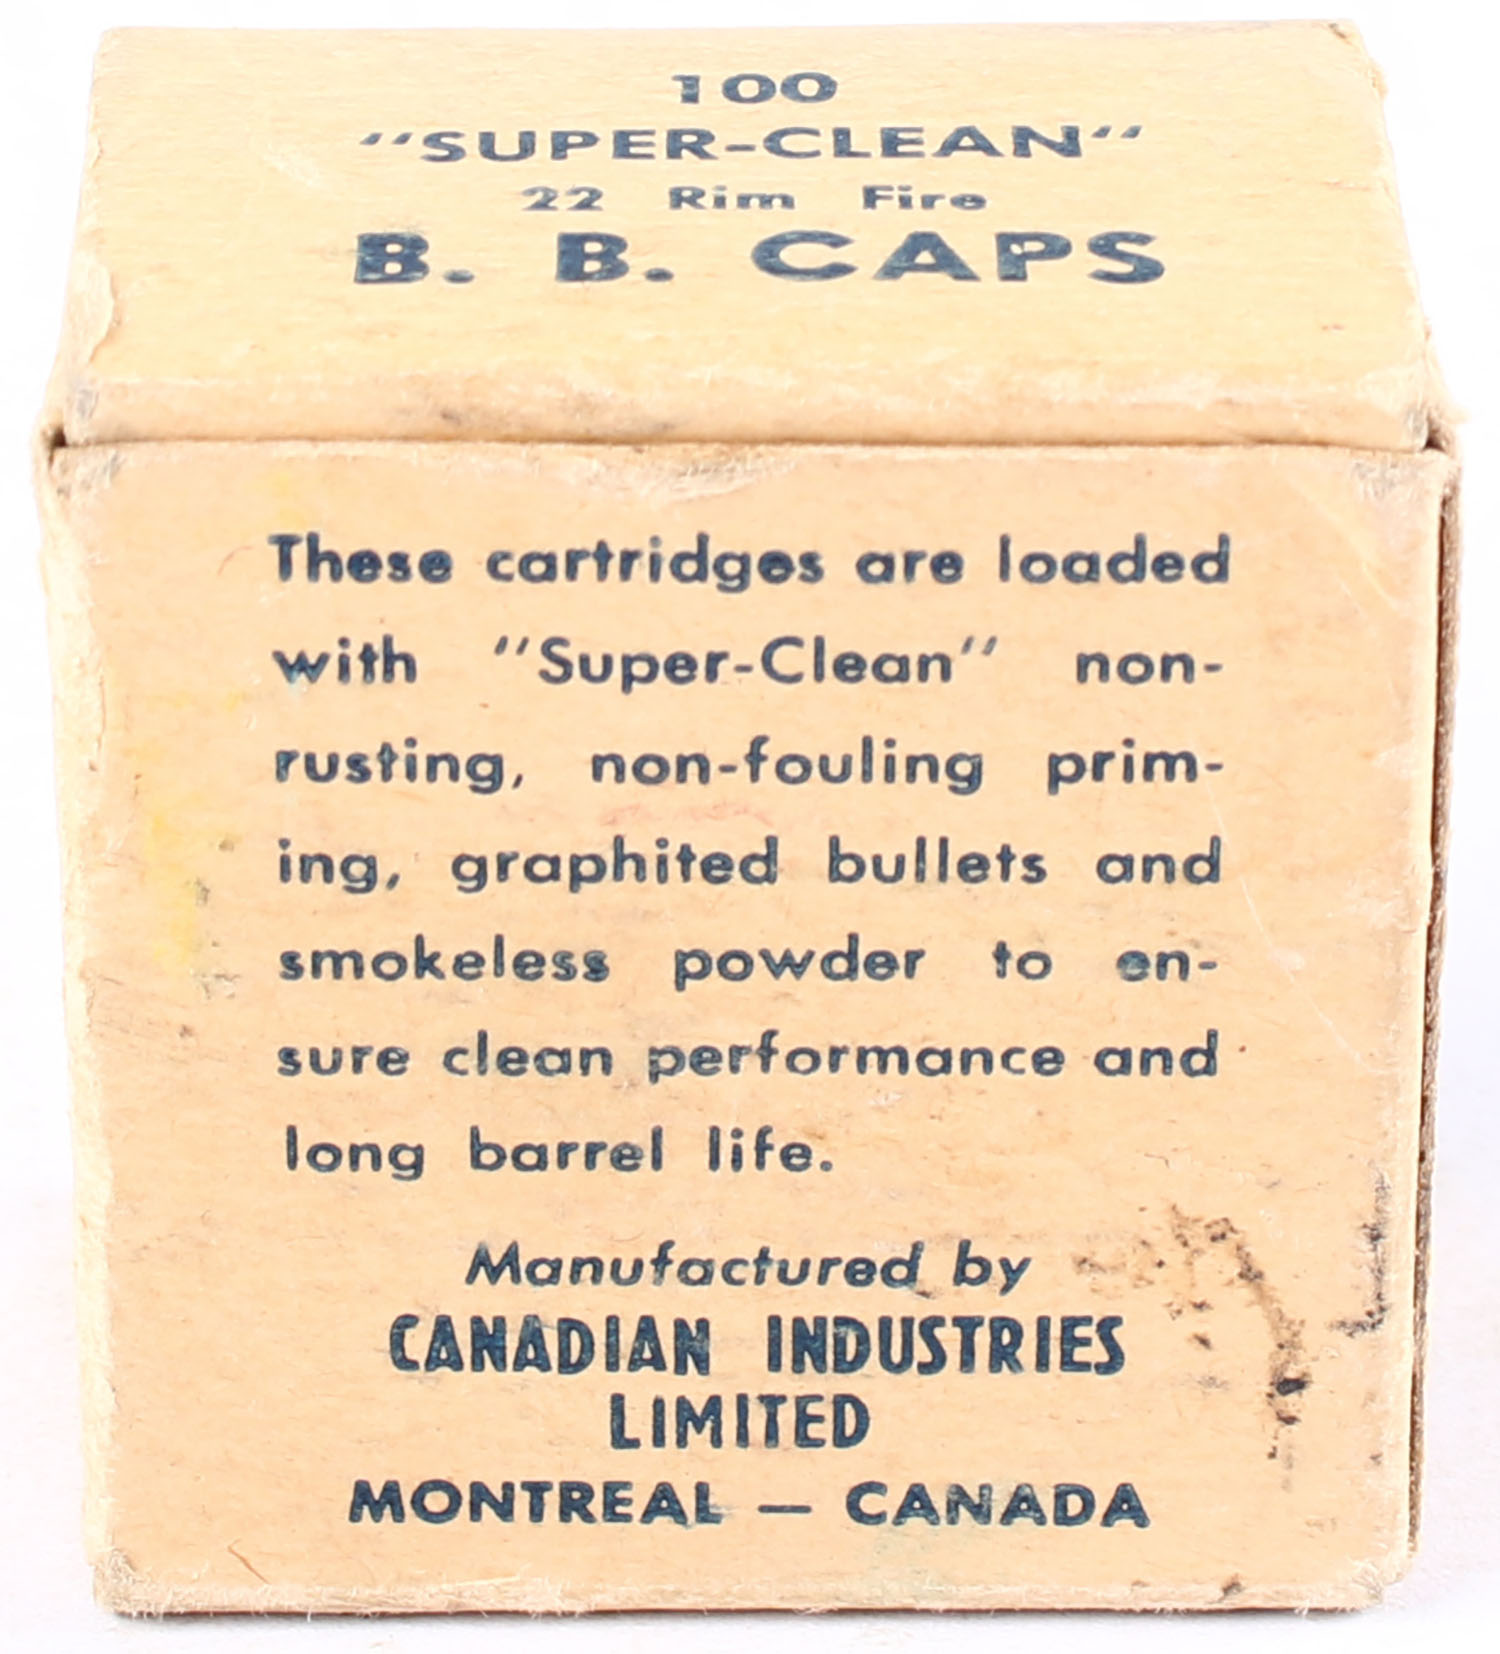 100
"SUPER-CLEAN"
22 Rim Fire
B. B. CAPS
These cartridges are loaded
with "Super-Clean" non-
rusting, non-fouling prim-
ing, graphited bullets and
smokeless powder to en-
sure clean performance and
long barrel life.
Manufactured by
CANADIAN INDUSTRIES
LIMITED
MONTREAL — CANADA